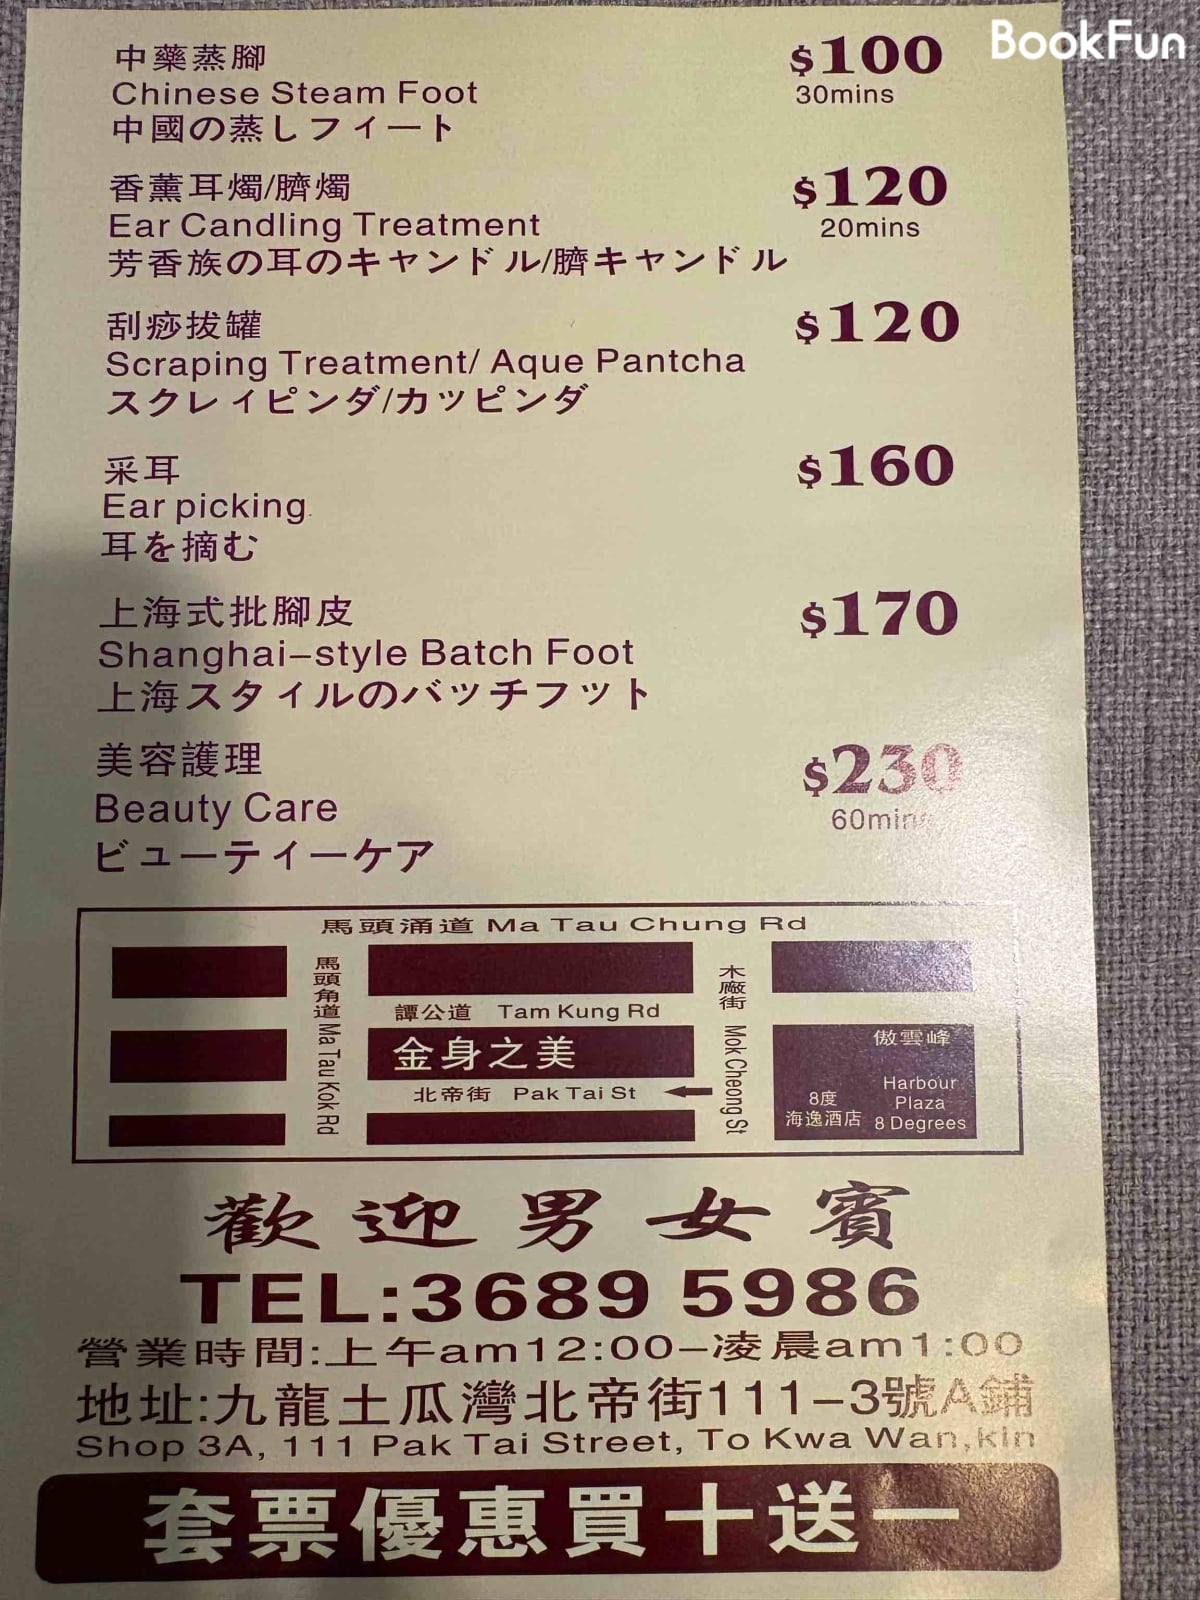 BookFun
中藥蒸腳 $100
Chinese Steam Foot 30mins
中國の蒸しフィート
香薰耳燭/臍燭 $120
Ear Candling Treatment 20mins
芳香族の耳のキャンドル/臍キャンドル
刮痧拔罐 $120
Scraping Treatment/ Aque Pantcha
スクレイピンダ/カッピンダ
采耳 $160
Ear picking
耳を摘む
上海式批腳皮 $170
Shanghai-style Batch Foot
上海スタイルのバッチフット
美容護理 $230
Beauty Care 60mins
ビューティーケア
馬頭涌道 Ma Tau Chung Rd
馬頭角道 Ma Tau Kok Rd
譚公道 Tam Kung Rd
金身之美
北帝街 Pak Tai St
木廠街 Mok Cheong St
傲雲峰
8度
海逸酒店
Harbour
Plaza
8 Degrees
歡迎男女賓
TEL:3689 5986
營業時間:上午am12:00-凌晨am1:00
地址:九龍土瓜灣北帝街111-3號A鋪
Shop 3A, 111 Pak Tai Street, To Kwa Wan,kln
套票優惠買十送一